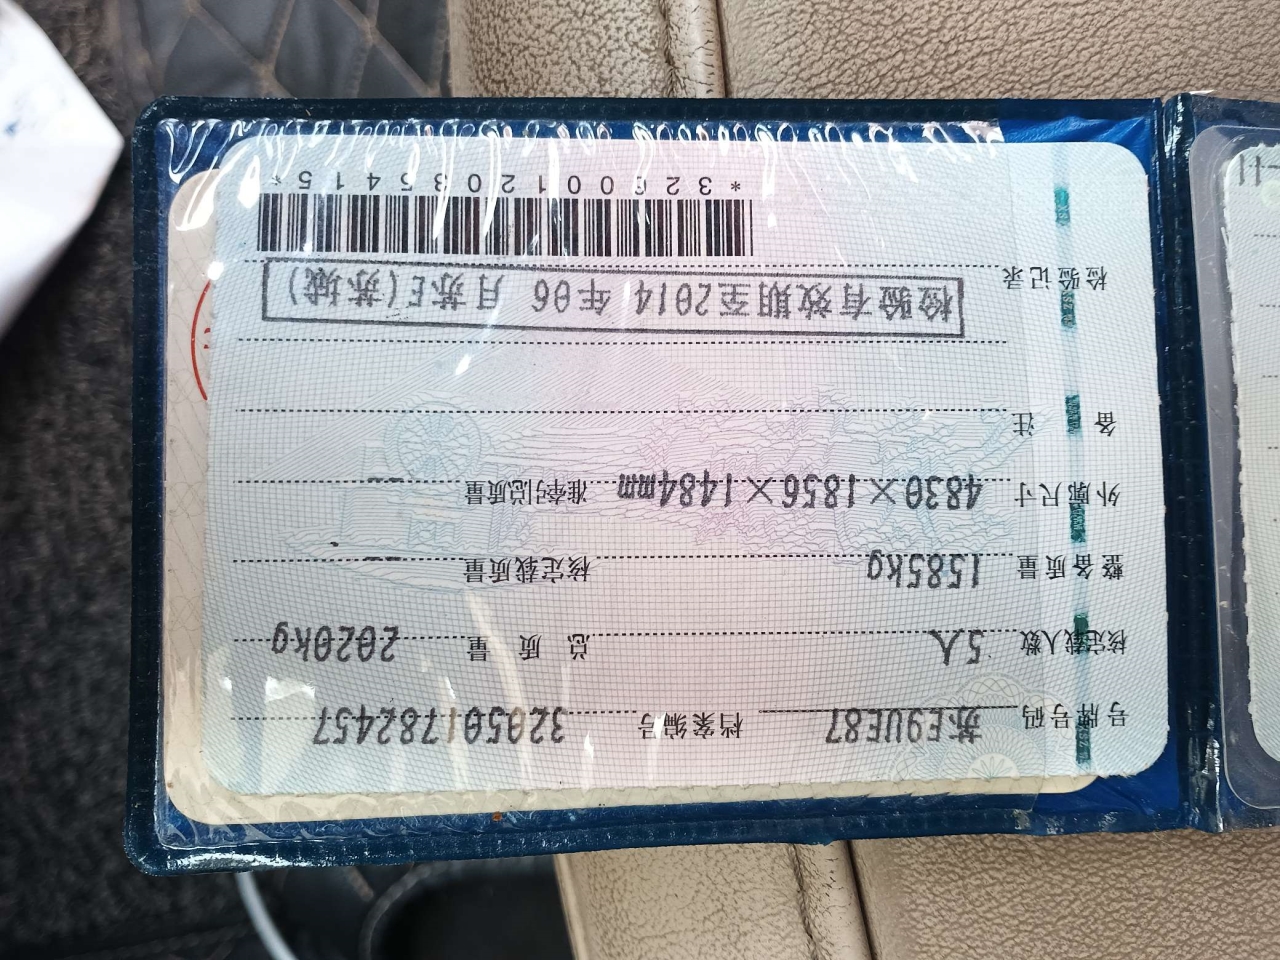 号牌号码 苏E9UE87 档案编号 320501782457
核定载人数 5人 总质量 2020kg
整备质量 1585kg 核定载质量 --
外廓尺寸 4830×1856×1484mm 准牵引总质量 --
备注
检验记录 检验有效期至2014年06月苏E(苏城)
*3260012035415*